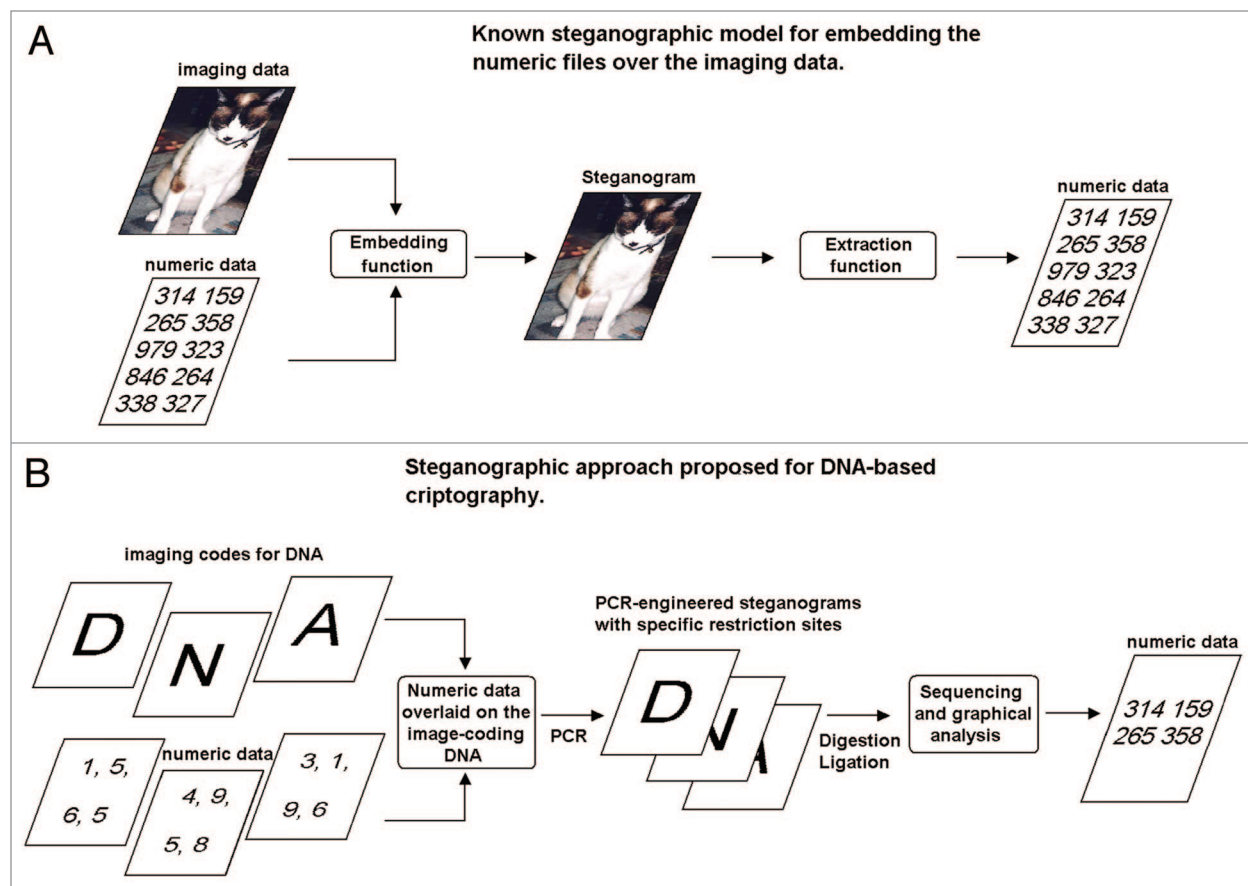 A
Known steganographic model for embedding the
numeric files over the imaging data.
imaging data
numeric data
314 159
265 358
979 323
846 264
338 327
Embedding
function
Steganogram
Extraction
function
numeric data
314 159
265 358
979 323
846 264
338 327
B
Steganographic approach proposed for DNA-based
criptography.
imaging codes for DNA
D
N
A
numeric data
1, 5,
6, 5
4, 9,
5, 8
3, 1,
9, 6
Numeric data
overlaid on the
image-coding
DNA
PCR
PCR-engineered steganograms
with specific restriction sites
D
N
A
Digestion
Ligation
Sequencing
and graphical
analysis
numeric data
314 159
265 358